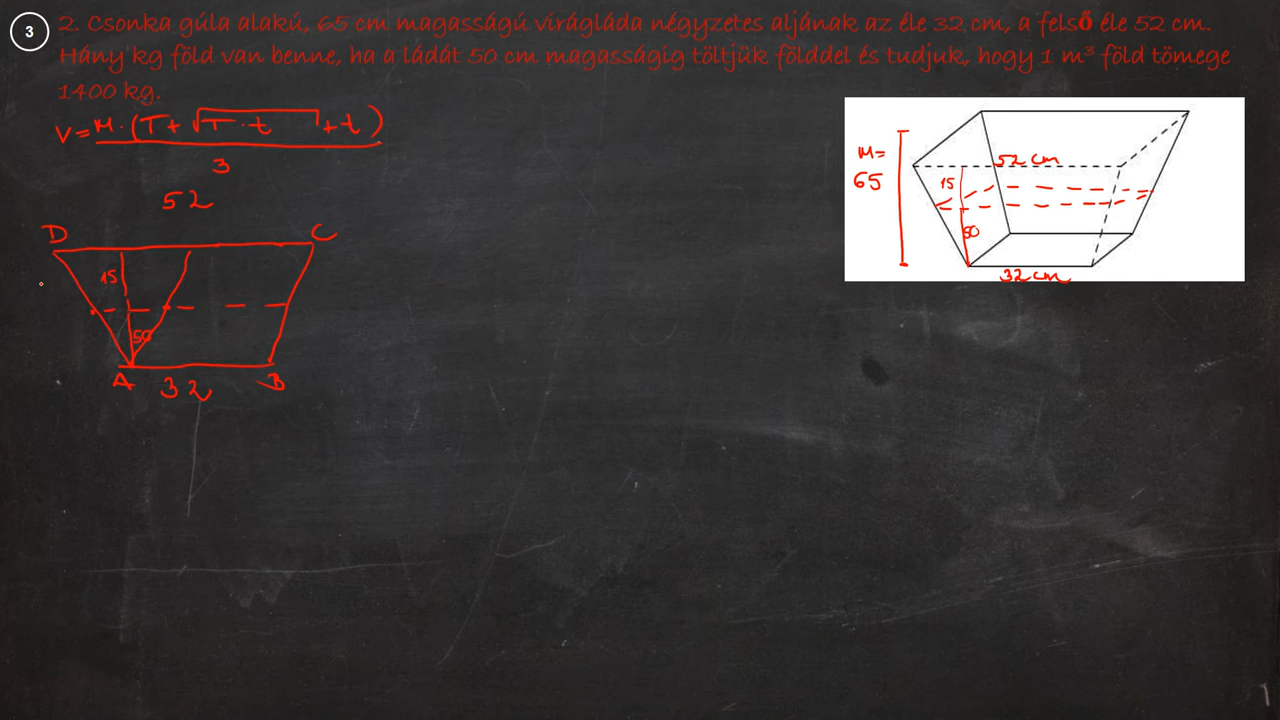 3
2. Csonka gúla alakú, 65 cm magasságú virágláda négyzetes aljának az éle 32 cm, a felső éle 52 cm.
Hány kg föld van benne, ha a ládát 50 cm magasságig töltjük földdel és tudjuk, hogy 1 m³ föld tömege
1400 kg.
V = M · (T + √T · t + t)
3
52
D C
15
50
A 32 B
M =
65
52 cm
15
50
32 cm